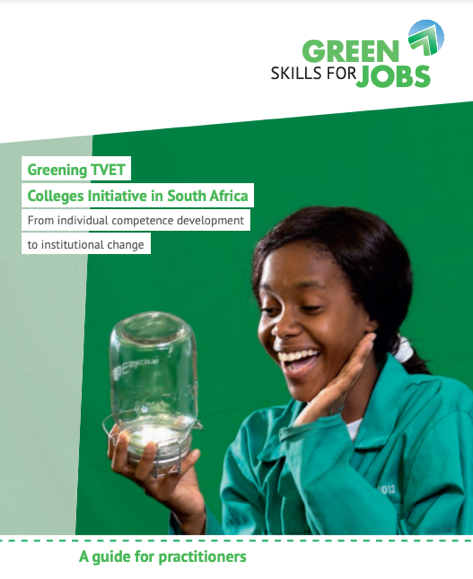 GREEN
SKILLS FOR JOBS
Greening TVET
Colleges Initiative in South Africa
From individual competence development
to institutional change
A guide for practitioners